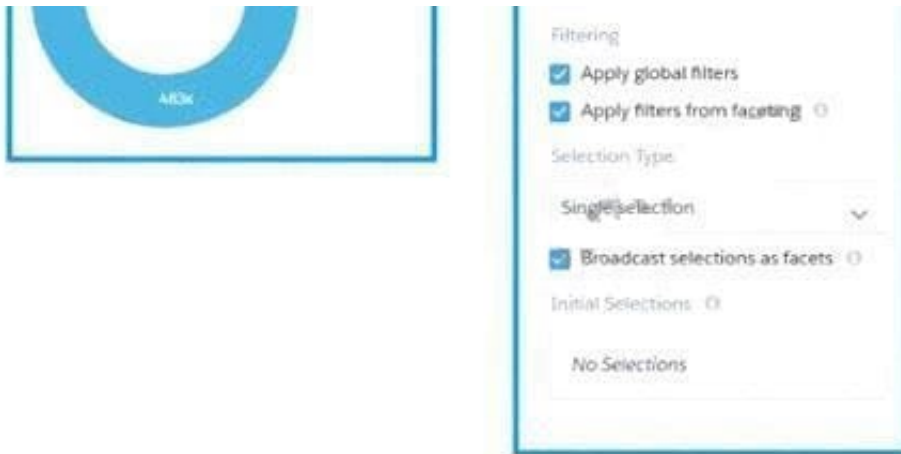 483K
Filtering
Apply global filters
Apply filters from faceting
Selection Type
Single selection
Broadcast selections as facets
Initial Selections
No Selections